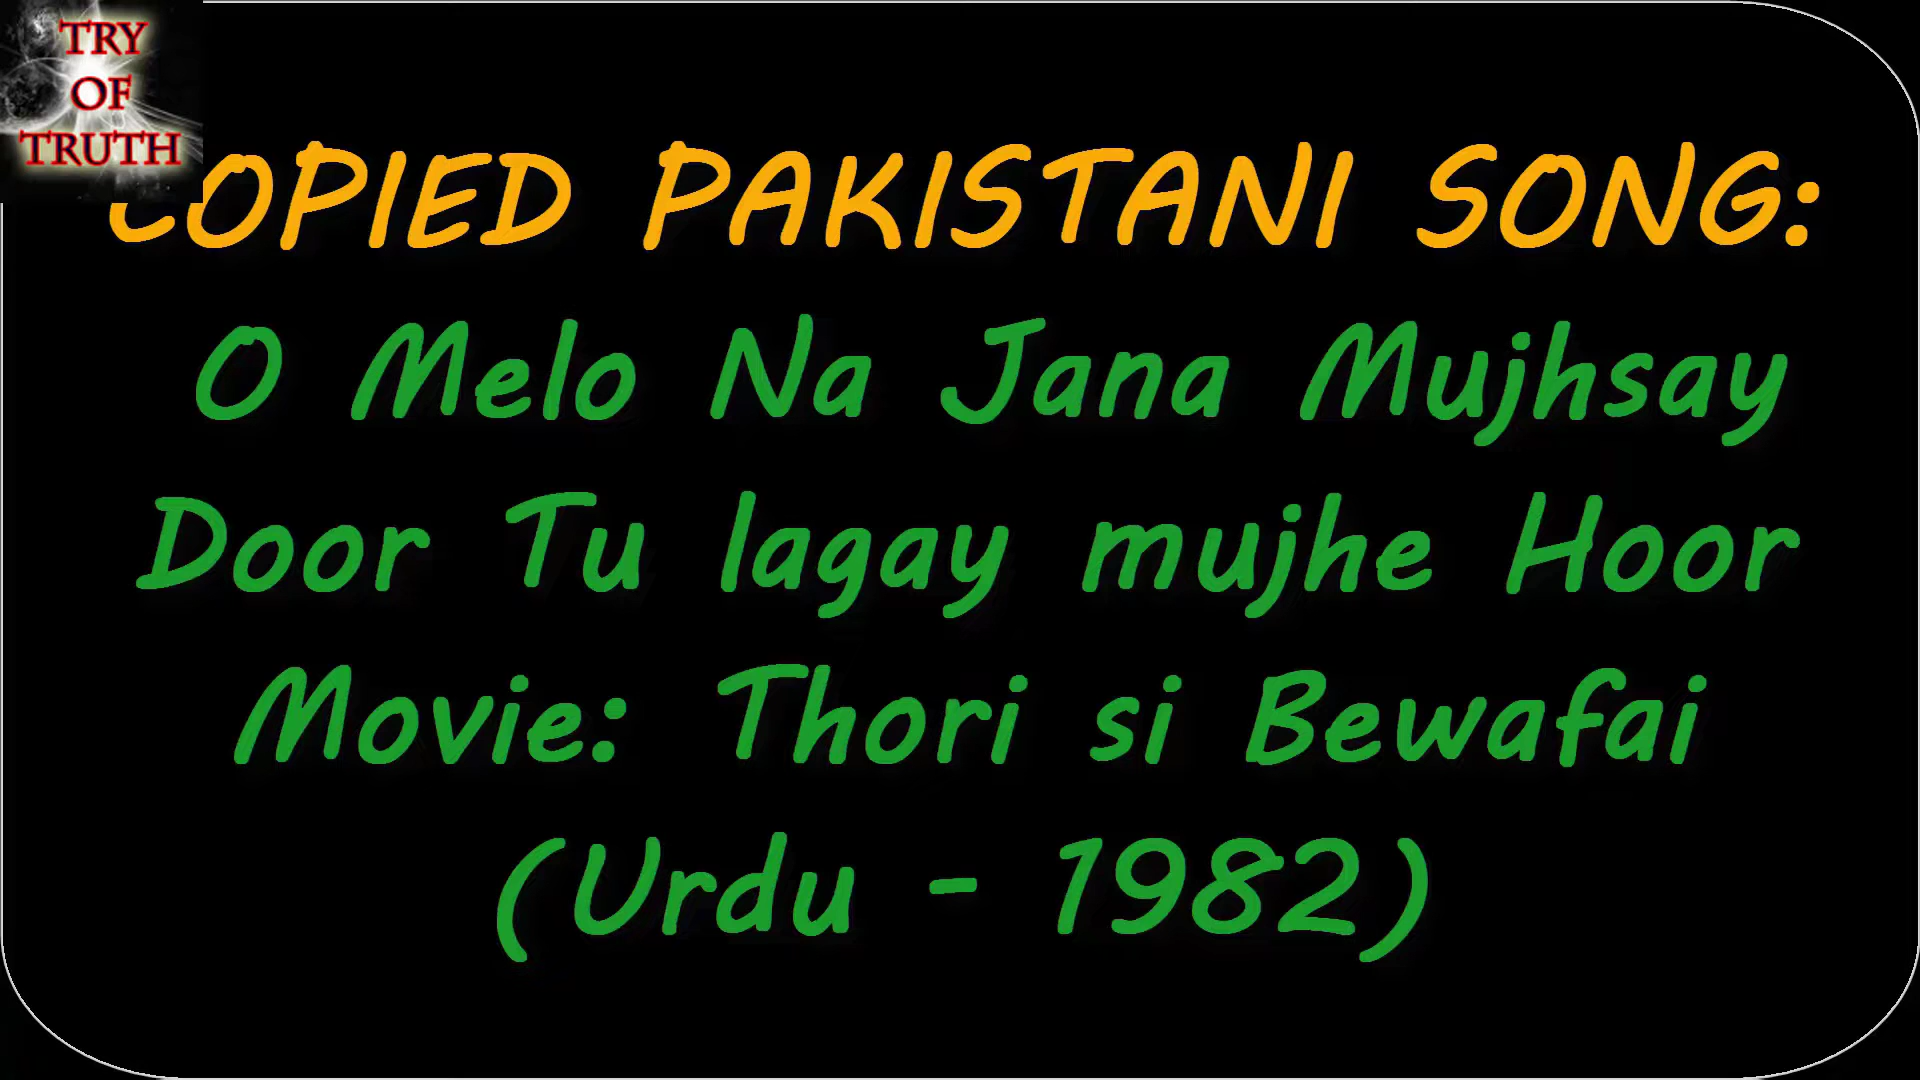 TRY
OF
TRUTH
COPIED PAKISTANI SONG:
O Melo Na Jana Mujhsay
Door Tu lagay mujhe Hoor
Movie: Thori si Bewafai
(Urdu - 1982)